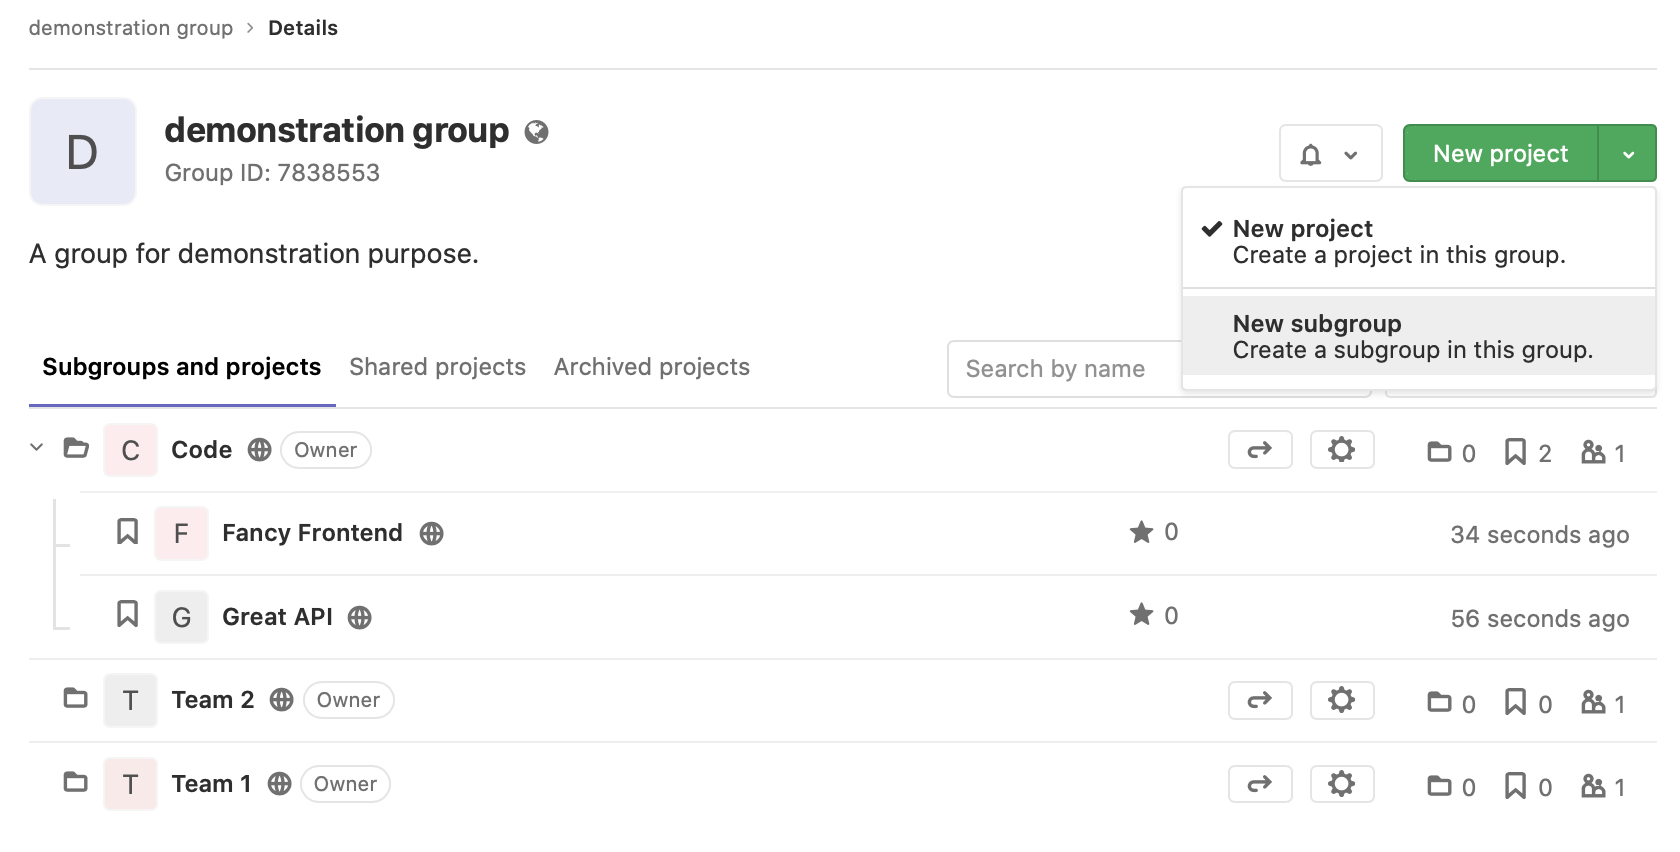 demonstration group › Details
D
demonstration group
Group ID: 7838553
New project
A group for demonstration purpose.
New project
Create a project in this group.
New subgroup
Create a subgroup in this group.
Subgroups and projects Shared projects Archived projects
Search by name
C Code Owner 0 2 1
F Fancy Frontend 0 34 seconds ago
G Great API 0 56 seconds ago
T Team 2 Owner 0 0 1
T Team 1 Owner 0 0 1